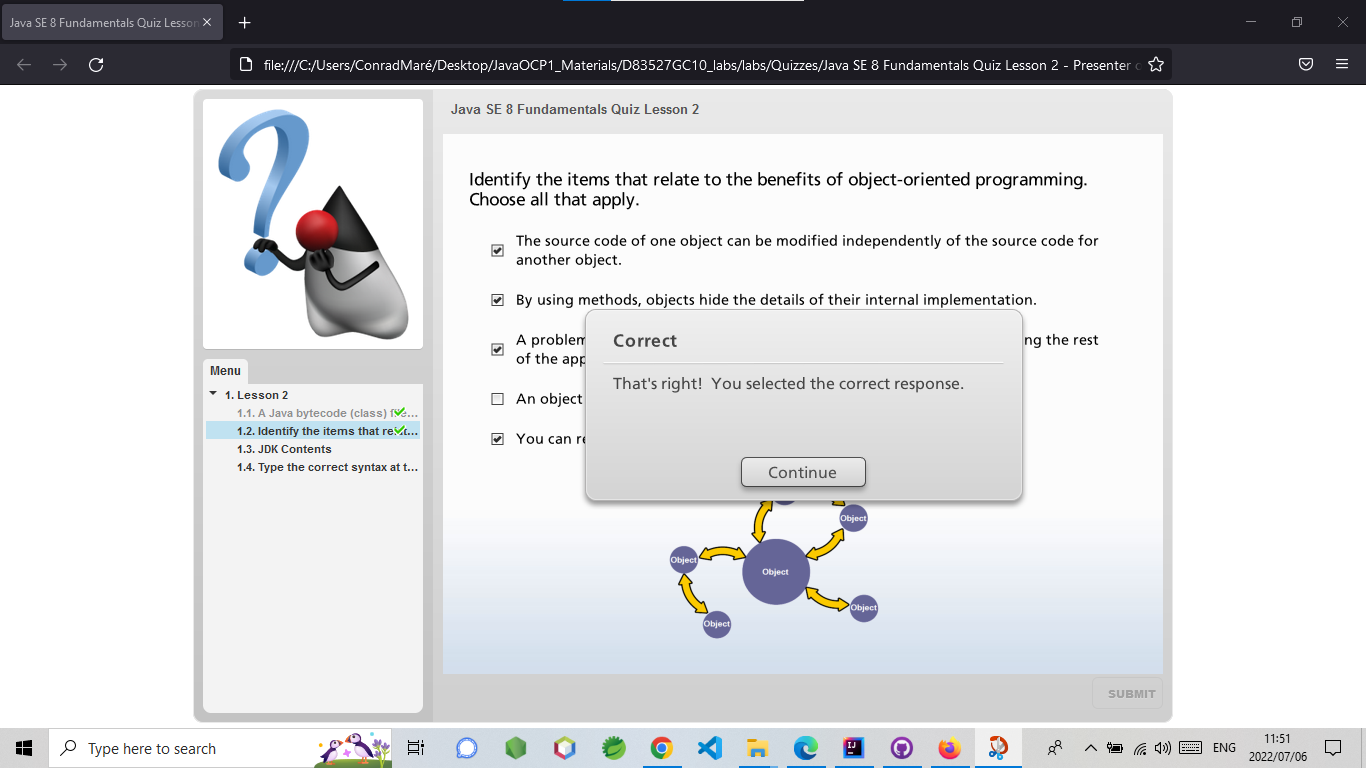 Java SE 8 Fundamentals Quiz Lesson
file:///C:/Users/ConradMaré/Desktop/JavaOCP1_Materials/D83527GC10_labs/labs/Quizzes/Java SE 8 Fundamentals Quiz Lesson 2 - Presenter
Java SE 8 Fundamentals Quiz Lesson 2
Identify the items that relate to the benefits of object-oriented programming.
Choose all that apply.
The source code of one object can be modified independently of the source code for
another object.
By using methods, objects hide the details of their internal implementation.
A problem ng the rest
of the app
An object
You can re
Correct
That's right! You selected the correct response.
Continue
Menu
1. Lesson 2
1.1. A Java bytecode (class) f...
1.2. Identify the items that re...
1.3. JDK Contents
1.4. Type the correct syntax at t...
Object
Object
Object
Object
Object
SUBMIT
Type here to search
IJ
ENG
11:51
2022/07/06